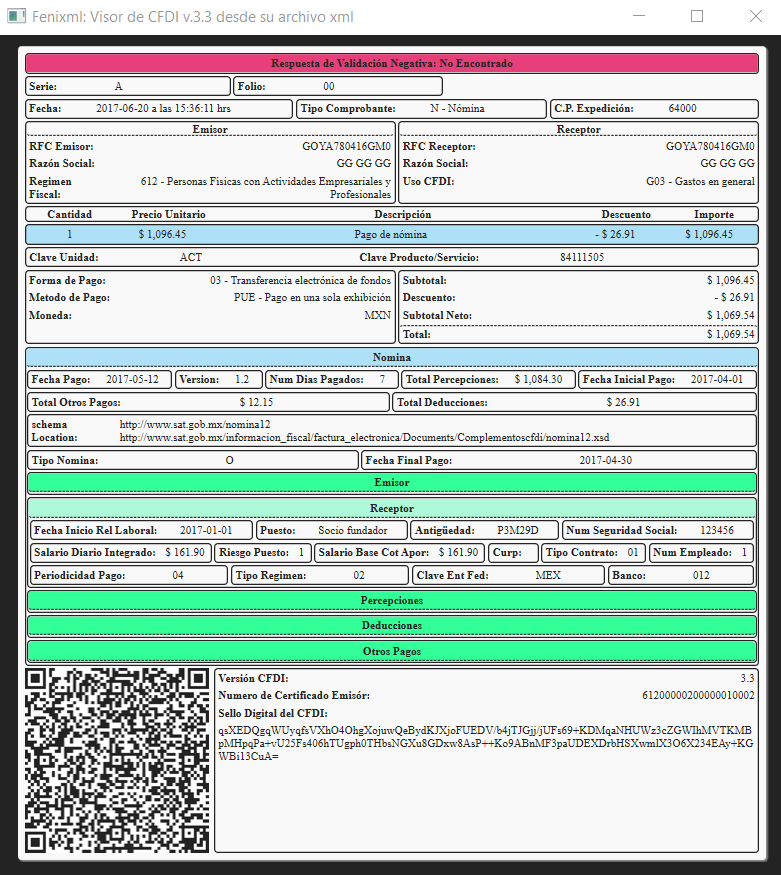 Fenixml: Visor de CFDI v.3.3 desde su archivo xml
Respuesta de Validación Negativa: No Encontrado
Serie: A Folio: 00
Fecha: 2017-06-20 a las 15:36:11 hrs Tipo Comprobante: N - Nómina C.P. Expedición: 64000
Emisor Receptor
RFC Emisor: GOYA780416GM0 RFC Receptor: GOYA780416GM0
Razón Social: GG GG GG Razón Social: GG GG GG
Regimen Fiscal: 612 - Personas Físicas con Actividades Empresariales y Profesionales Uso CFDI: G03 - Gastos en general
Cantidad Precio Unitario Descripción Descuento Importe
1 $ 1,096.45 Pago de nómina - $ 26.91 $ 1,096.45
Clave Unidad: ACT Clave Producto/Servicio: 84111505
Forma de Pago: 03 - Transferencia electrónica de fondos Subtotal: $ 1,096.45
Metodo de Pago: PUE - Pago en una sola exhibición Descuento: - $ 26.91
Moneda: MXN Subtotal Neto: $ 1,069.54
Total: $ 1,069.54
Nomina
Fecha Pago: 2017-05-12 Version: 1.2 Num Dias Pagados: 7 Total Percepciones: $ 1,084.30 Fecha Inicial Pago: 2017-04-01
Total Otros Pagos: $ 12.15 Total Deducciones: $ 26.91
schema http://www.sat.gob.mx/nomina12
Location: http://www.sat.gob.mx/informacion_fiscal/factura_electronica/Documents/Complementoscfdi/nomina12.xsd
Tipo Nomina: O Fecha Final Pago: 2017-04-30
Emisor
Receptor
Fecha Inicio Rel Laboral: 2017-01-01 Puesto: Socio fundador Antigüedad: P3M29D Num Seguridad Social: 123456
Salario Diario Integrado: $ 161.90 Riesgo Puesto: 1 Salario Base Cot Apor: $ 161.90 Curp: Tipo Contrato: 01 Num Empleado: 1
Periodicidad Pago: 04 Tipo Regimen: 02 Clave Ent Fed: MEX Banco: 012
Percepciones
Deducciones
Otros Pagos
Versión CFDI: 3.3
Numero de Certificado Emisór: 61200000200000010002
Sello Digital del CFDI:
qsXEDQgqWUyqfsVXhO4OhgXojuwQeBydKJXjoFUEDV/b4jTJGjj/jUFs69+KDMqaNHUWz3cZGWIhMVTKMB
pMHpqPa+vU25Fs406hTUgph0THbsNGXu8GDxw8AsP++Ko9ABnMF3paUDEXDrbHSXwmlX3O6X234EAy+KG
WBi13CuA=